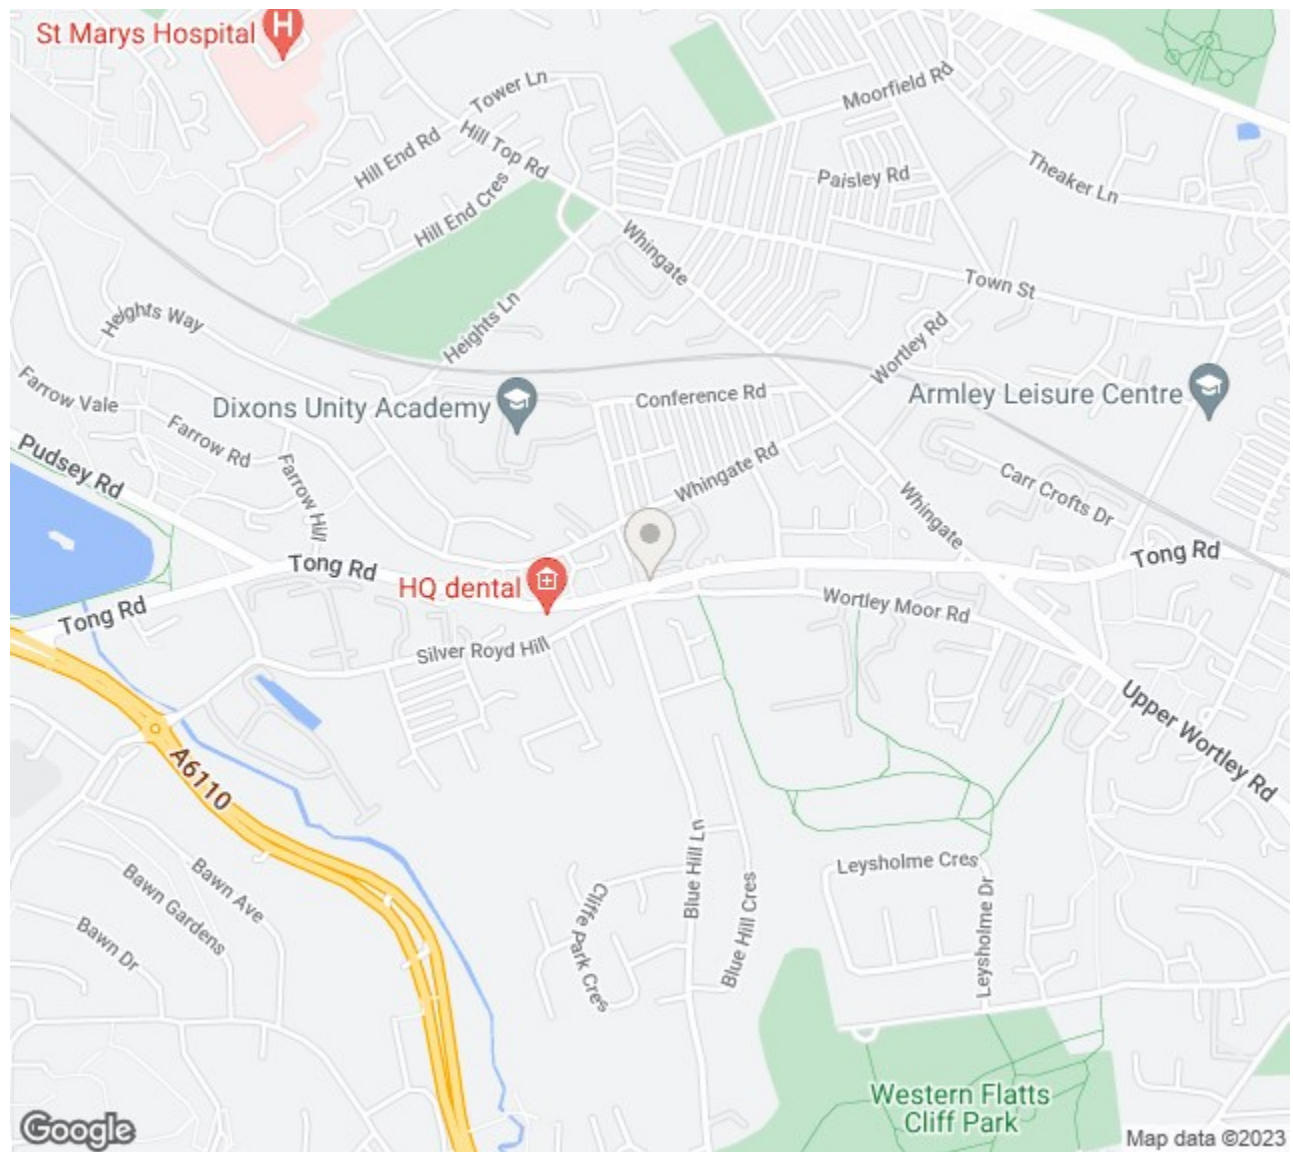 St Marys Hospital
H
Tower Ln
Moorfield Rd
Hill End Rd
Hill Top Rd
Paisley Rd
Theaker Ln
Hill End Cres
Whingate
Town St
Heights Ln
Heights Way
Wortley Rd
Farrow Vale
Dixons Unity Academy
Conference Rd
Armley Leisure Centre
Farrow Rd
Pudsey Rd
Farrow Hill
Whingate Rd
Carr Crofts Dr
Whingate
Tong Rd
Tong Rd
HQ dental
Tong Rd
Wortley Moor Rd
Silver Royd Hill
Upper Wortley Rd
A6110
Blue Hill Ln
Leysholme Cres
Bawn Ave
Bawn Gardens
Cliffe Park Cres
Blue Hill Cres
Leysholme Dr
Bawn Dr
Western Flatts
Cliff Park
Google
Map data ©2023